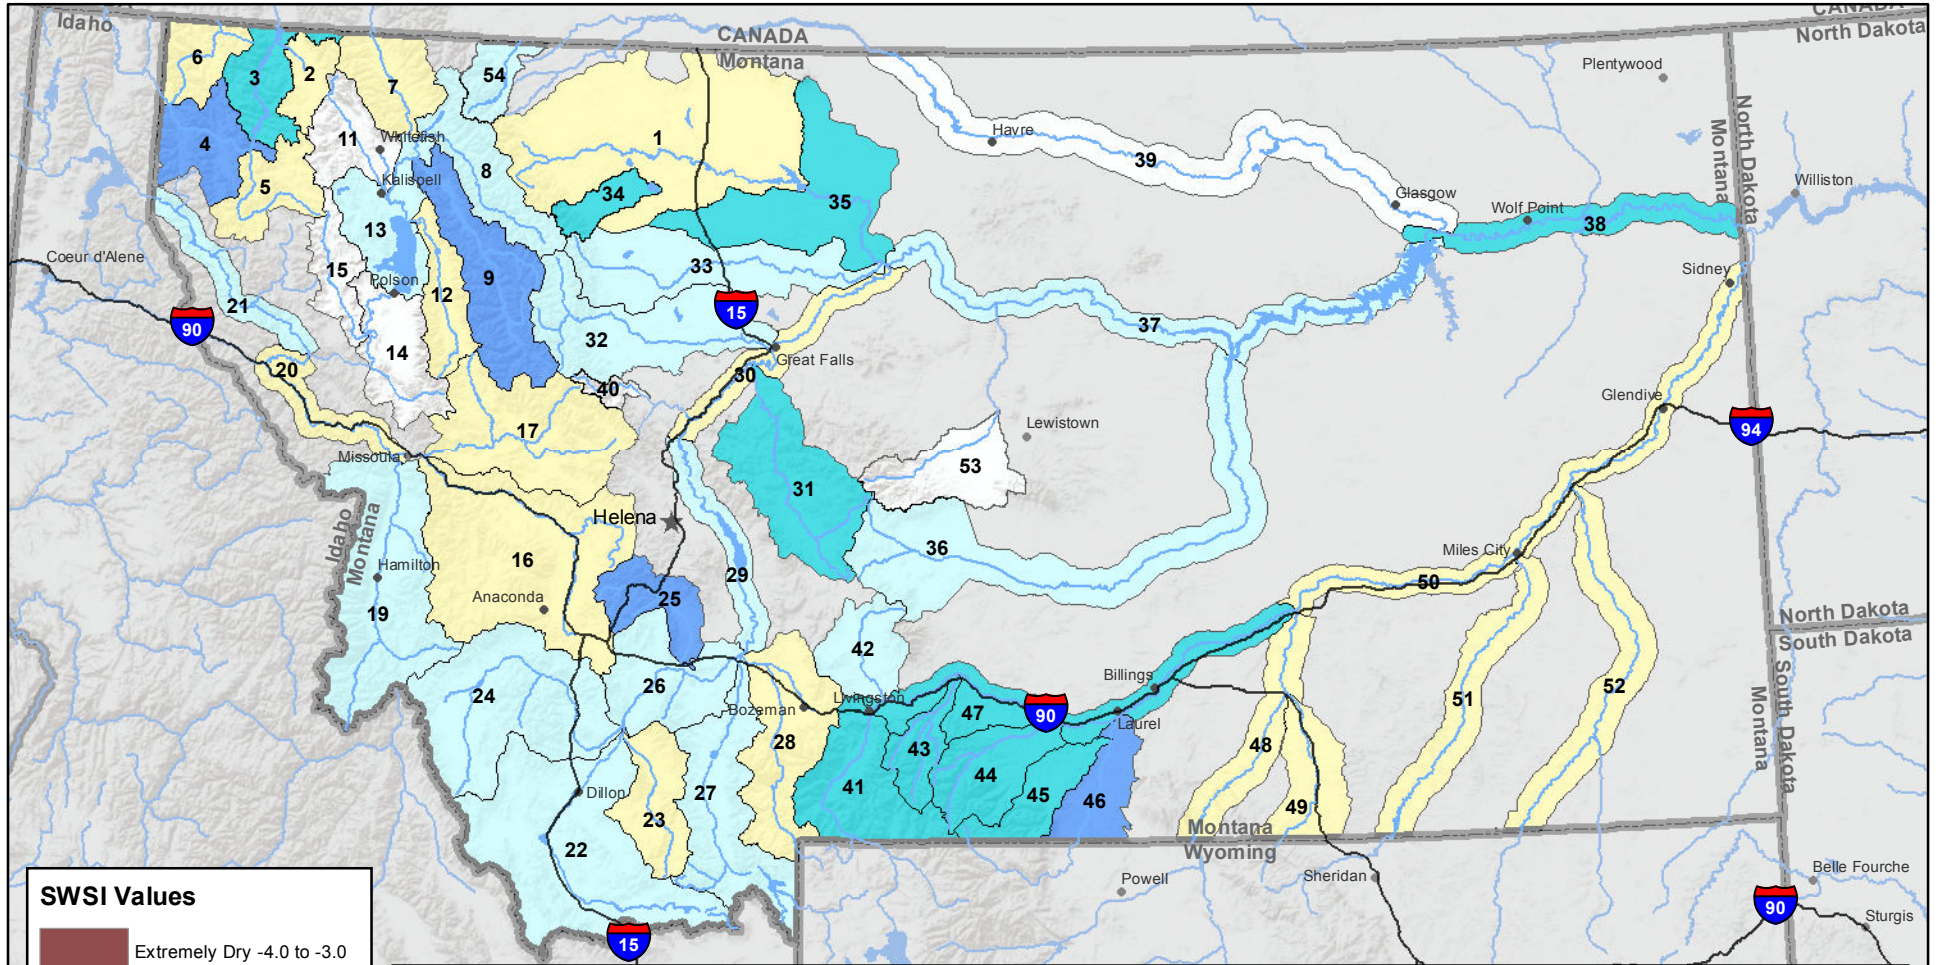 CANADA
Idaho
CANADA
North Dakota
CANADA
Montana
Plentywood
6
3
2
7
54
4
11
Whitefish
1
Havre
39
North Dakota
Montana
5
Kalispell
8
34
35
Glasgow
Wolf Point
38
Williston
13
Coeur d'Alene
15
Polson
9
33
Sidney
21
12
90
15
37
14
32
20
Great Falls
30
40
Glendive
17
Lewistown
94
Missoula
53
31
Helena
Idaho
Montana
16
36
Miles City
Hamilton
29
50
Anaconda
25
19
North Dakota
South Dakota
42
24
26
Livingston
Billings
51
52
Bozeman
47
90
Laurel
South Dakota
Montana
28
43
48
44
41
45
46
49
Dillon
27
23
22
Montana
Wyoming
Powell
Sheridan
Belle Fourche
90
Sturgis
15
SWSI Values
Extremely Dry -4.0 to -3.0